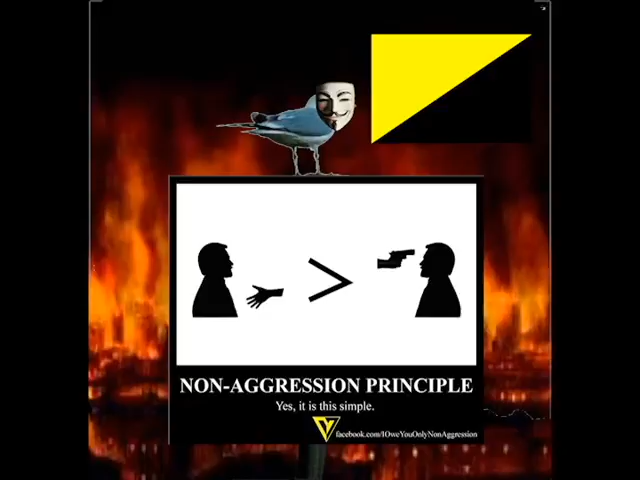 NON-AGGRESSION PRINCIPLE
Yes, it is this simple.
facebook.com/IOweYouOnlyNonAggression